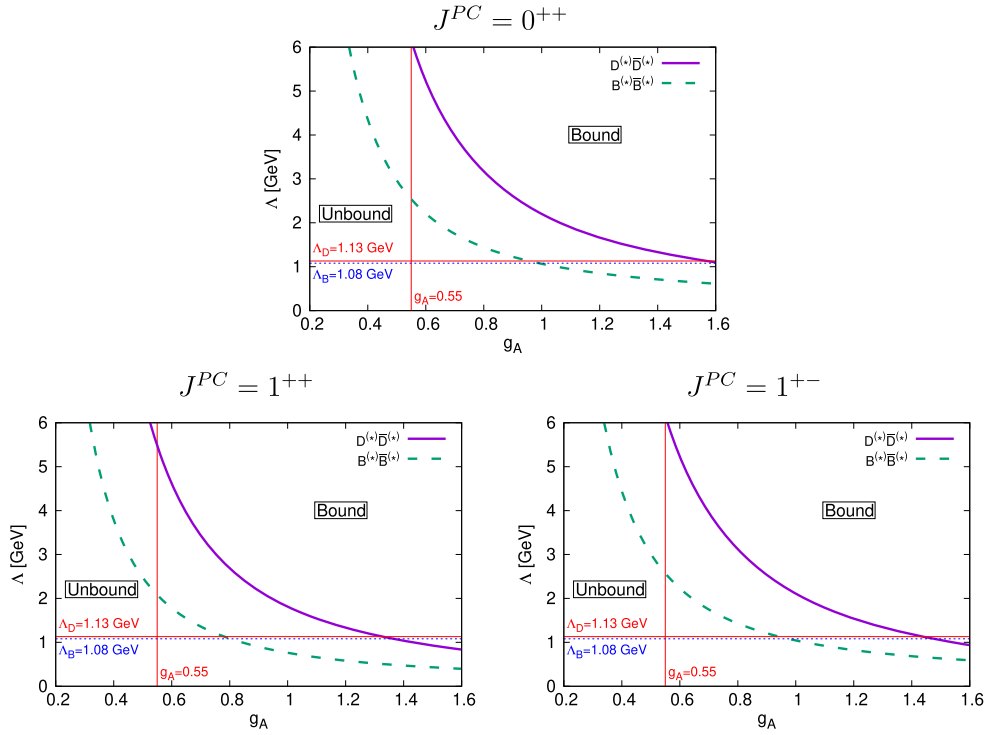 J^{PC} = 0^{++}
6
5
4
3
2
1
0
Λ [GeV]
D^{(⋆)}D̅^{(⋆)}
B^{(⋆)}B̅^{(⋆)}
Bound
Unbound
Λ_D=1.13 GeV
Λ_B=1.08 GeV
g_A=0.55
0.2 0.4 0.6 0.8 1 1.2 1.4 1.6
g_A
J^{PC} = 1^{++}
6
5
4
3
2
1
0
Λ [GeV]
D^{(⋆)}D̅^{(⋆)}
B^{(⋆)}B̅^{(⋆)}
Bound
Unbound
Λ_D=1.13 GeV
Λ_B=1.08 GeV
g_A=0.55
0.2 0.4 0.6 0.8 1 1.2 1.4 1.6
g_A
J^{PC} = 1^{+−}
6
5
4
3
2
1
0
Λ [GeV]
D^{(⋆)}D̅^{(⋆)}
B^{(⋆)}B̅^{(⋆)}
Bound
Unbound
Λ_D=1.13 GeV
Λ_B=1.08 GeV
g_A=0.55
0.2 0.4 0.6 0.8 1 1.2 1.4 1.6
g_A